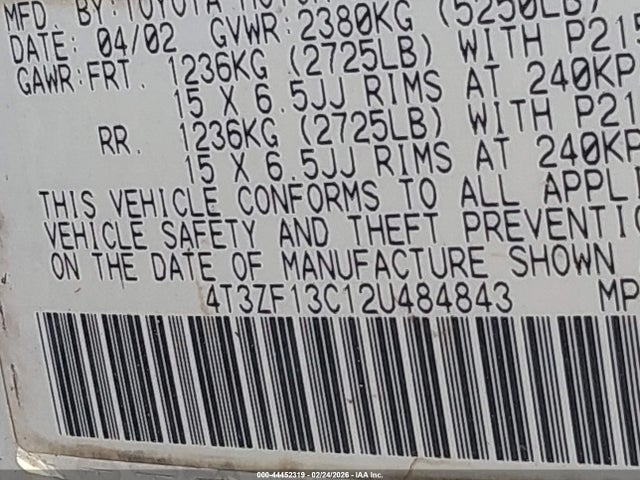 MFD. BY:TOYOTA
DATE: 04/02 GVWR:2380KG (5250LB)
GAWR:FRT. 1236KG (2725LB) WITH P215
15 X 6.5JJ RIMS AT 240KP
RR. 1236KG (2725LB) WITH P21
15 X 6.5JJ RIMS AT 240KP
THIS VEHICLE CONFORMS TO ALL APPLI
VEHICLE SAFETY AND THEFT PREVENTIO
ON THE DATE OF MANUFACTURE SHOWN
4T3ZF13C12U484843 MP
000-44452319 - 02/24/2026 - IAA Inc.